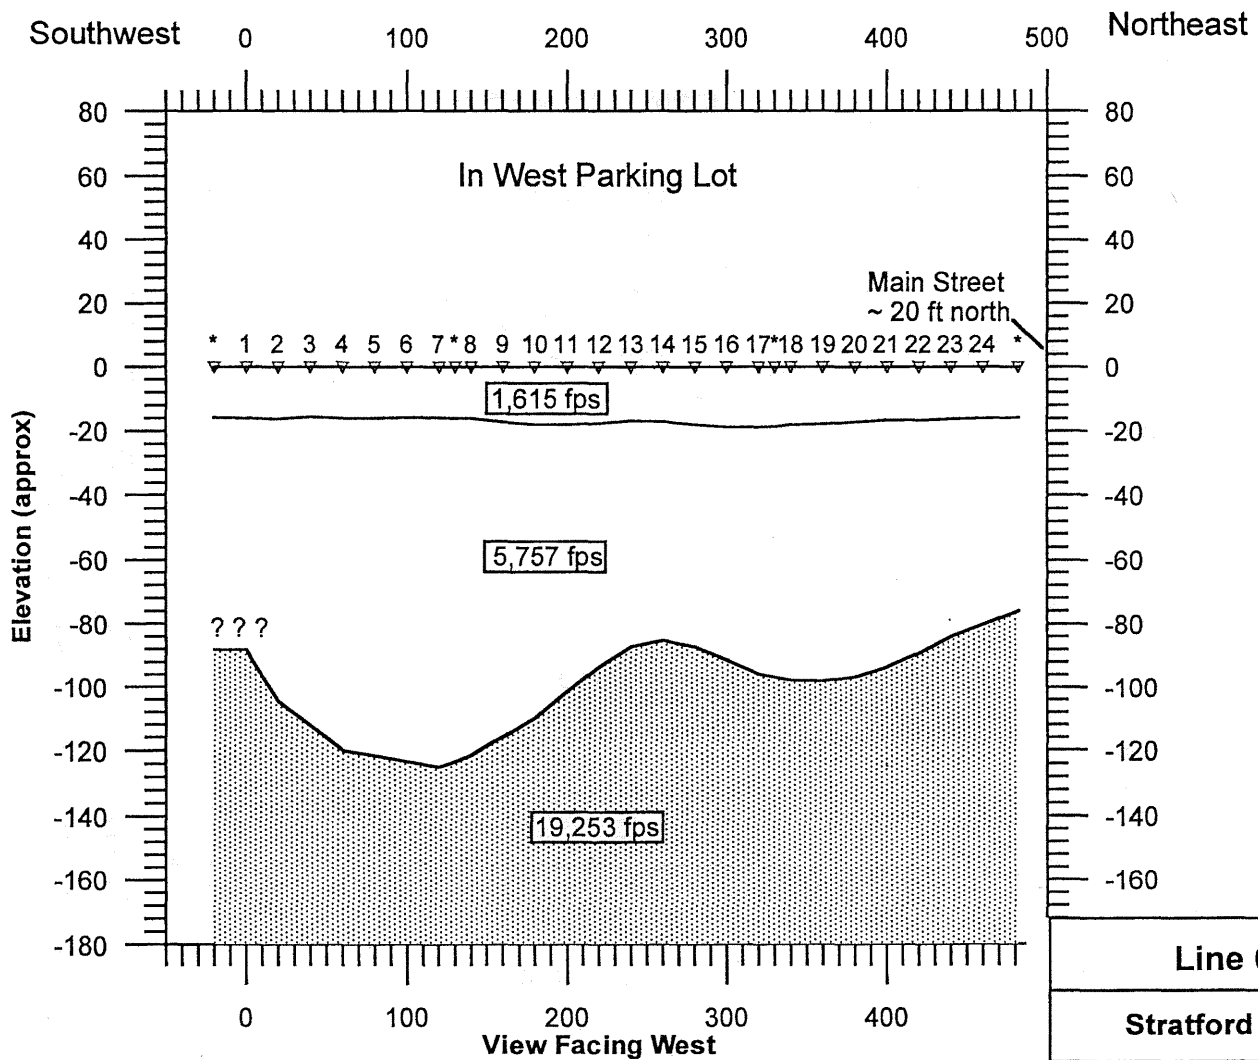 Southwest 0 100 200 300 400 500 Northeast
80 80
In West Parking Lot
60 60
40 40
Main Street
20 ~ 20 ft north 20
* 1 2 3 4 5 6 7 * 8 9 10 11 12 13 14 15 16 17 * 18 19 20 21 22 23 24 *
0 0
1,615 fps
-20 -20
-40 -40
Elevation (approx)
5,757 fps
-60 -60
? ? ?
-80 -80
-100 -100
-120 -120
19,253 fps
-140 -140
-160 -160
-180
Line
Stratford
0 100 200 300 400
View Facing West